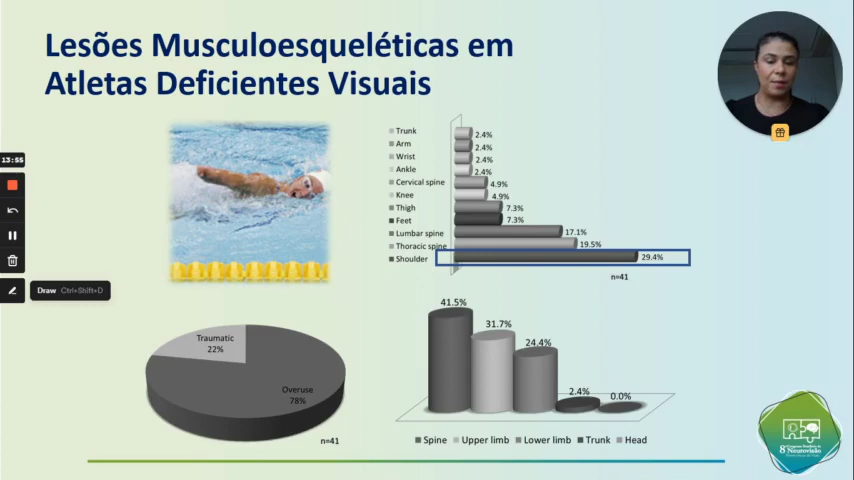 Lesões Musculoesqueléticas em
Atletas Deficientes Visuais
13:55
Draw Ctrl+Shift+D
Trunk
Arm
Wrist
Ankle
Cervical spine
Knee
Thigh
Feet
Lumbar spine
Thoracic spine
Shoulder
2.4%
2.4%
2.4%
2.4%
4.9%
4.9%
7.3%
7.3%
17.1%
19.5%
29.4%
n=41
Traumatic
22%
Overuse
78%
n=41
41.5%
31.7%
24.4%
2.4%
0.0%
Spine Upper limb Lower limb Trunk Head
8º
Neurovisão